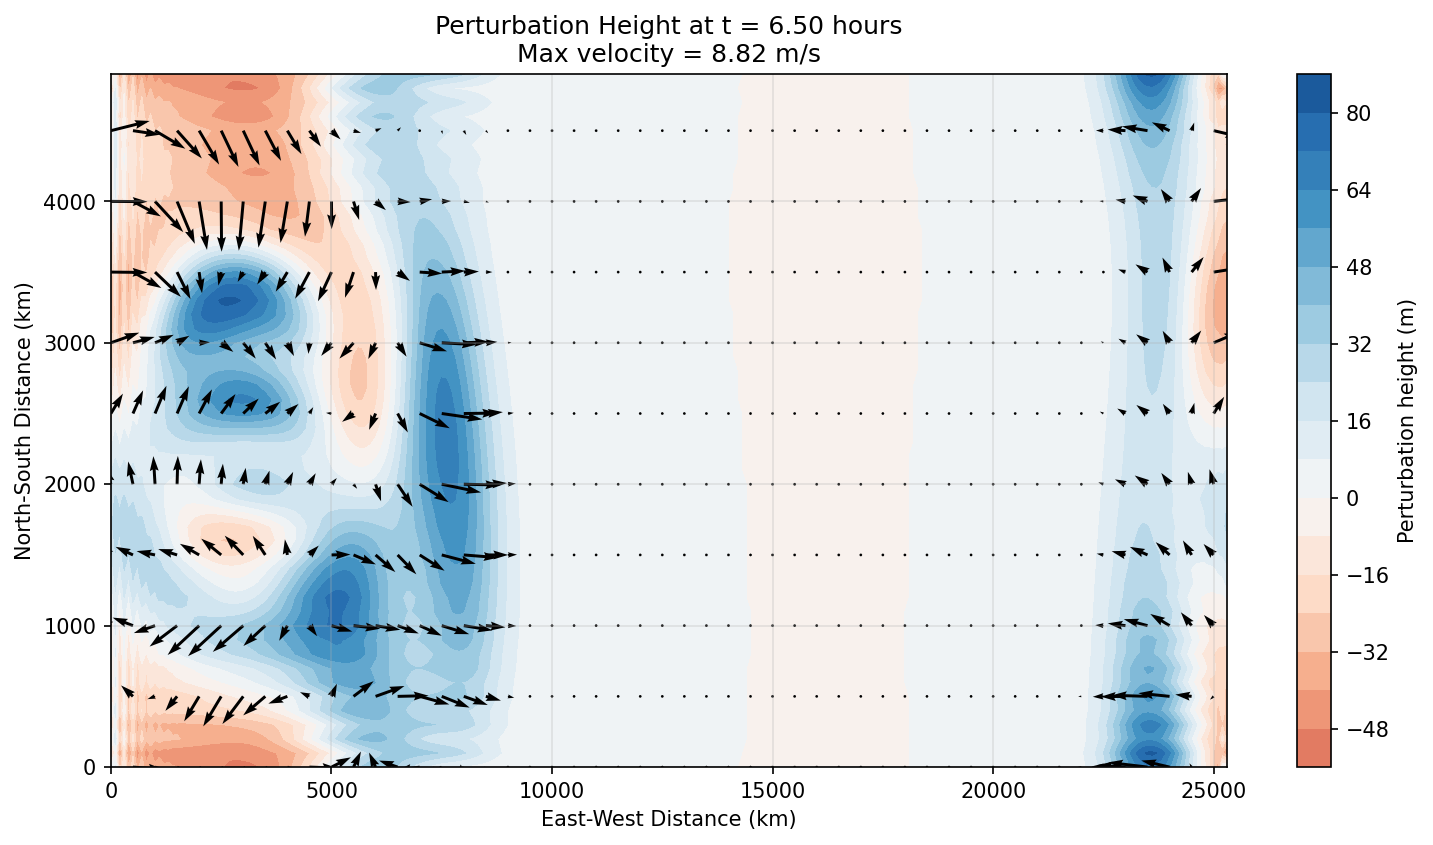 Perturbation Height at t = 6.50 hours
Max velocity = 8.82 m/s
North-South Distance (km)
4000
3000
2000
1000
0
0 5000 10000 15000 20000 25000
East-West Distance (km)
80
64
48
32
16
0
−16
−32
−48
Perturbation height (m)